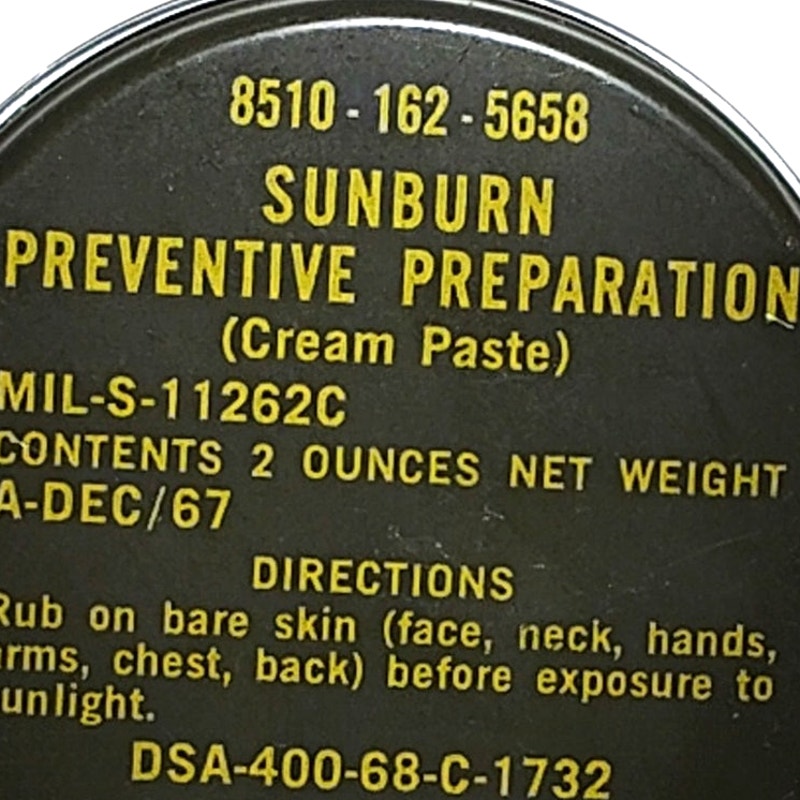 8510-162-5658
SUNBURN
PREVENTIVE PREPARATION
(Cream Paste)
MIL-S-11262C
CONTENTS 2 OUNCES NET WEIGHT
A-DEC/67
DIRECTIONS
Rub on bare skin (face, neck, hands,
arms, chest, back) before exposure to
sunlight.
DSA-400-68-C-1732